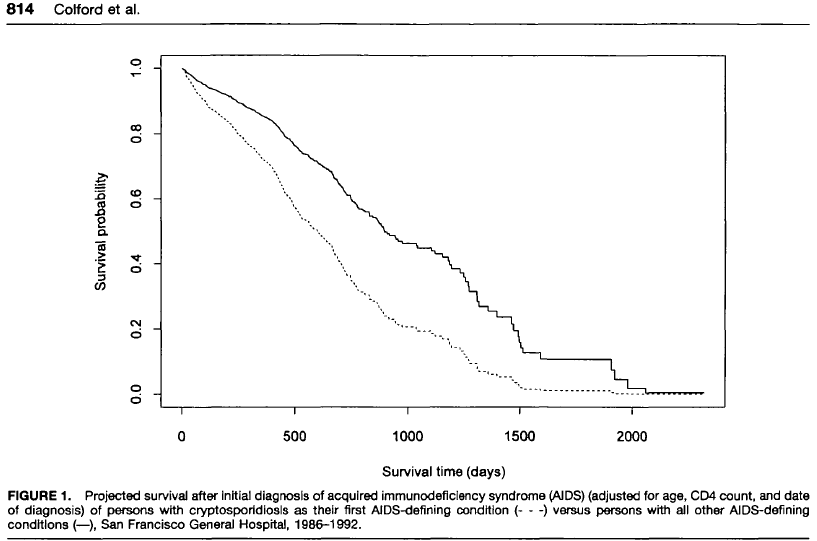 814 Colford et al.
1.0
0.8
0.6
0.4
0.2
0.0
Survival probability
0 500 1000 1500 2000
Survival time (days)
FIGURE 1. Projected survival after initial diagnosis of acquired immunodeficiency syndrome (AIDS) (adjusted for age, CD4 count, and date
of diagnosis) of persons with cryptosporidiosis as their first AIDS-defining condition (- - -) versus persons with all other AIDS-defining
conditions (—), San Francisco General Hospital, 1986–1992.